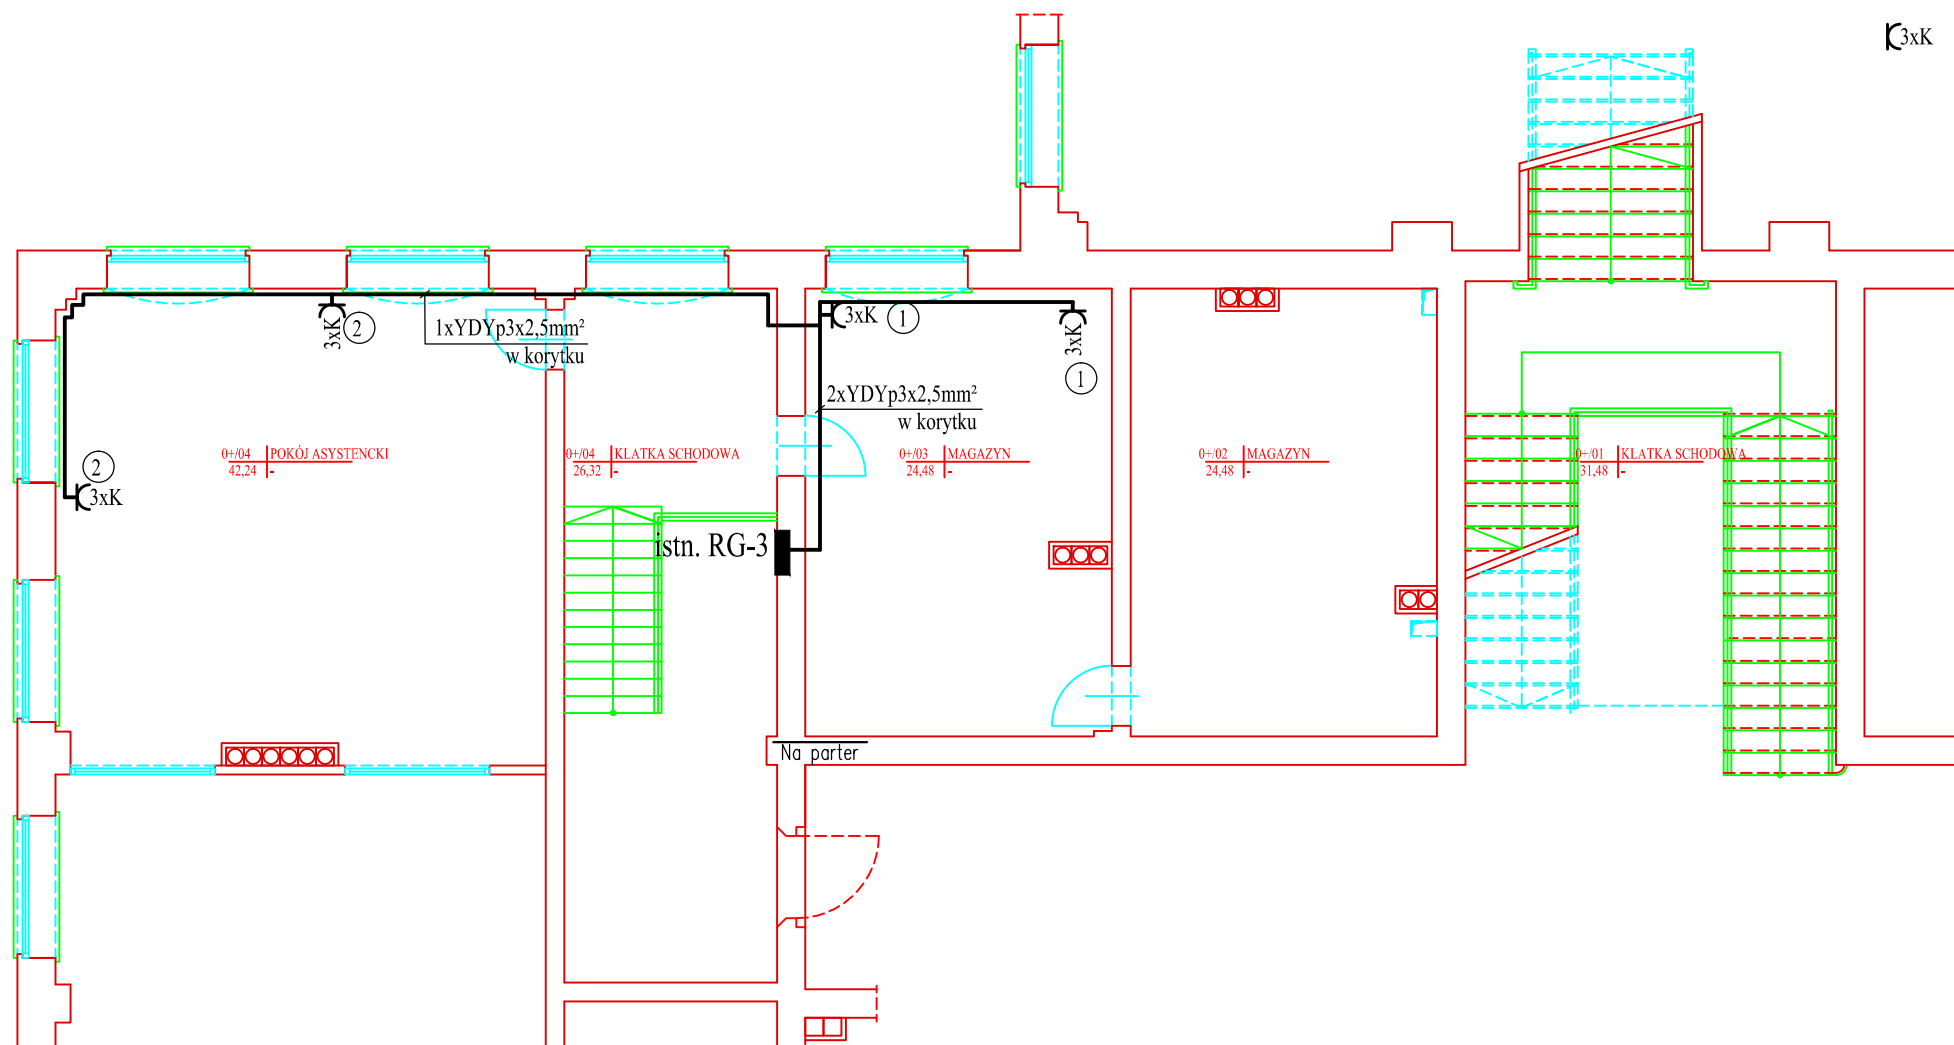 3xK
3xK
2
1xYDYp3x2,5mm²
w korytku
3xK
1
3xK
1
2xYDYp3x2,5mm²
w korytku
0+/04 POKÓJ ASYSTENCKI
42,24 -
0+/04 KLATKA SCHODOWA
26,32 -
0+/03 MAGAZYN
24,48 -
0+/02 MAGAZYN
24,48 -
0+/01 KLATKA SCHODOWA
31,48 -
2
3xK
istn. RG-3
Na parter